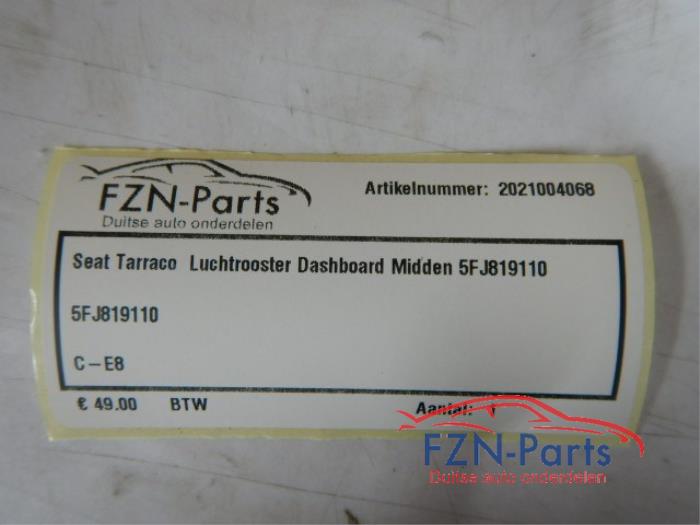 FZN-Parts
Duitse auto onderdelen
Artikelnummer: 2021004068
Seat Tarraco Luchtrooster Dashboard Midden 5FJ819110
5FJ819110
C-E8
€ 49.00 BTW Aantal: 1
FZN-Parts
Duitse auto onderdelen